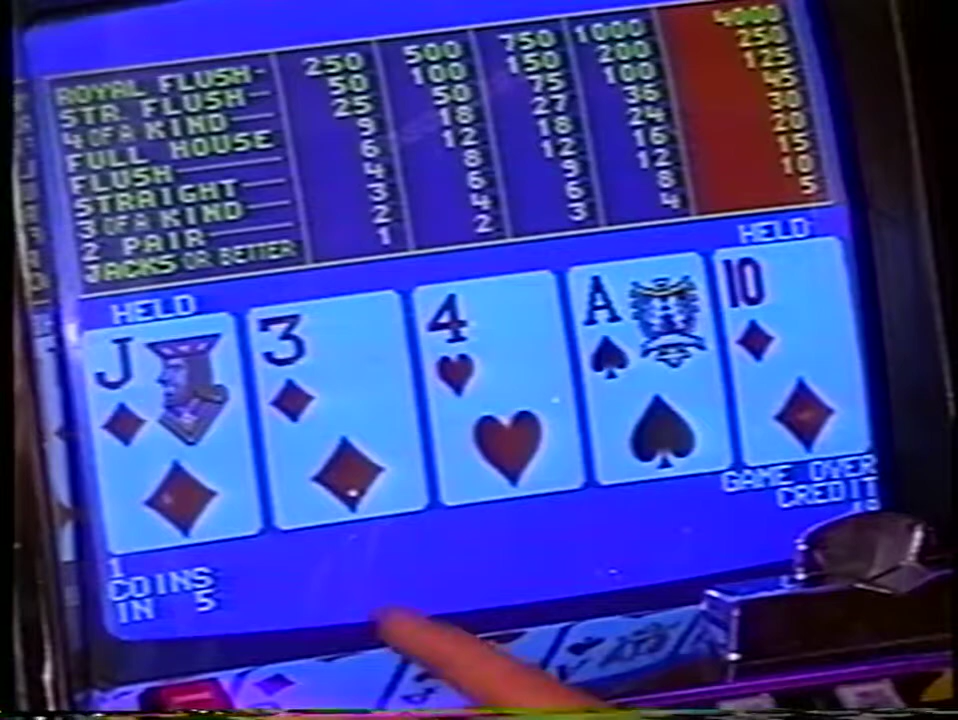 ROYAL FLUSH 250 500 750 1000 4000
STR. FLUSH 50 100 150 200 250
4 OF A KIND 25 50 75 100 125
FULL HOUSE 9 18 27 36 45
FLUSH 6 12 18 24 30
STRAIGHT 4 8 12 16 20
3 OF A KIND 3 6 9 12 15
2 PAIR 2 4 6 8 10
JACKS OR BETTER 1 2 3 4 5
HELD HELD
J 3 4 A 10
GAME OVER
CREDIT
1
COINS
IN 5